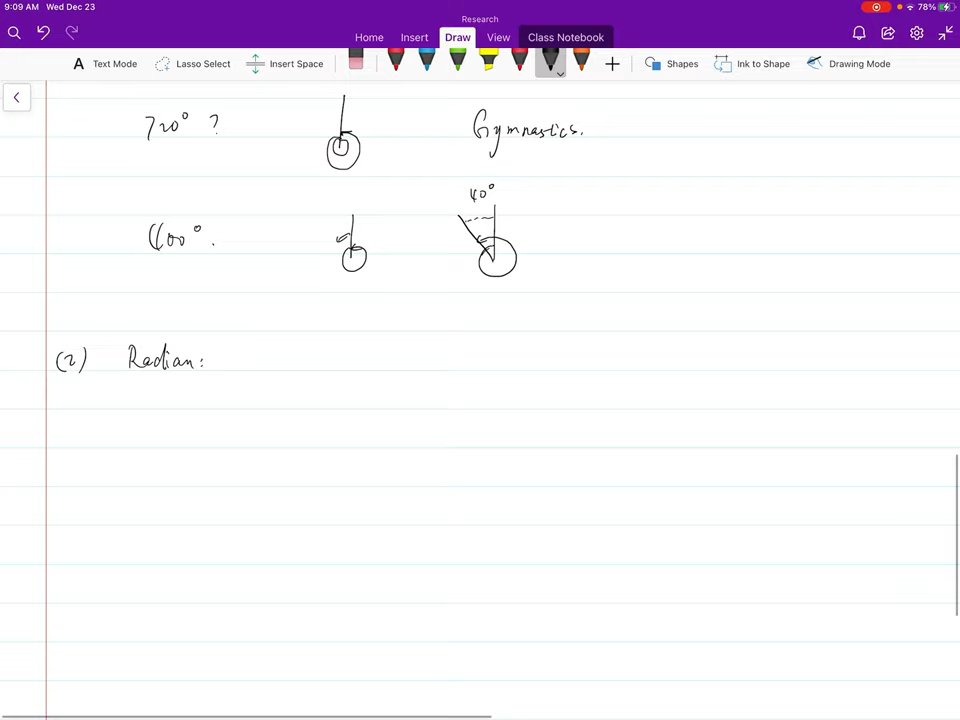 9:09 AM Wed Dec 23
78%
Research
Home Insert Draw View Class Notebook
Text Mode Lasso Select Insert Space Shapes Ink to Shape Drawing Mode
720° ? Gymnastics.
40°
400° .
(2) Radian: